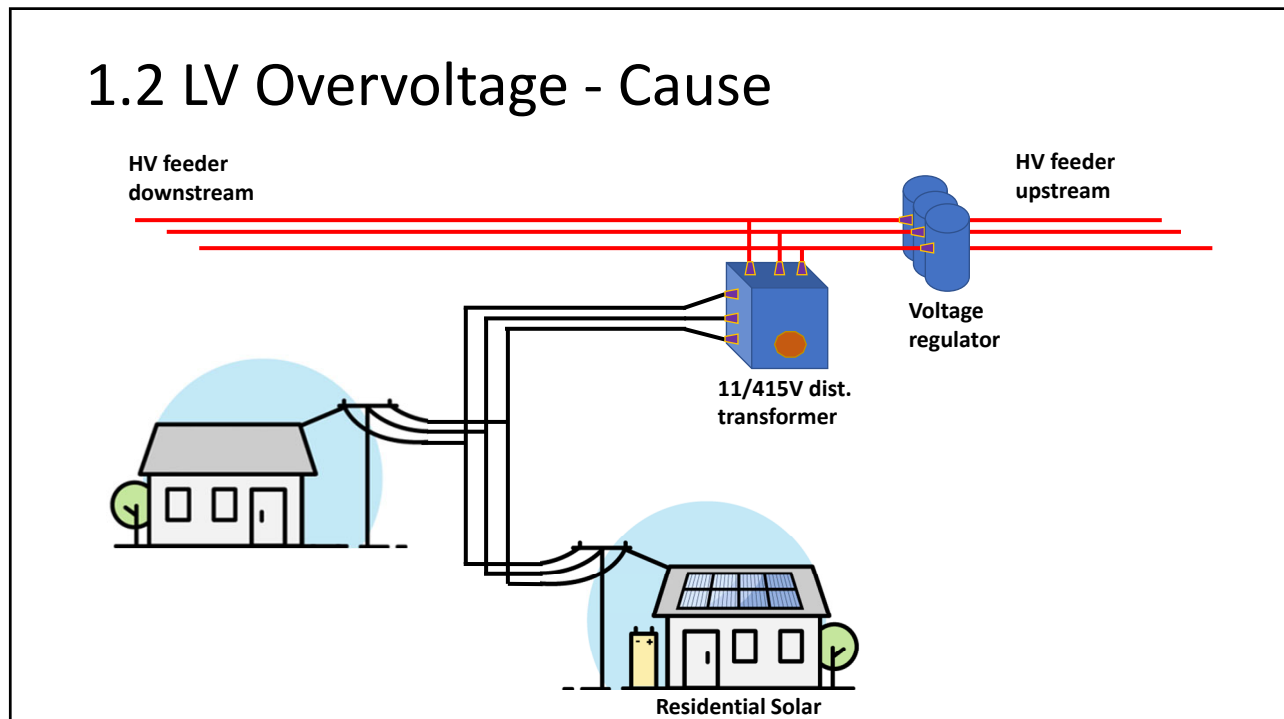 1.2 LV Overvoltage - Cause
HV feeder
downstream
HV feeder
upstream
Voltage
regulator
11/415V dist.
transformer
- +
Residential Solar